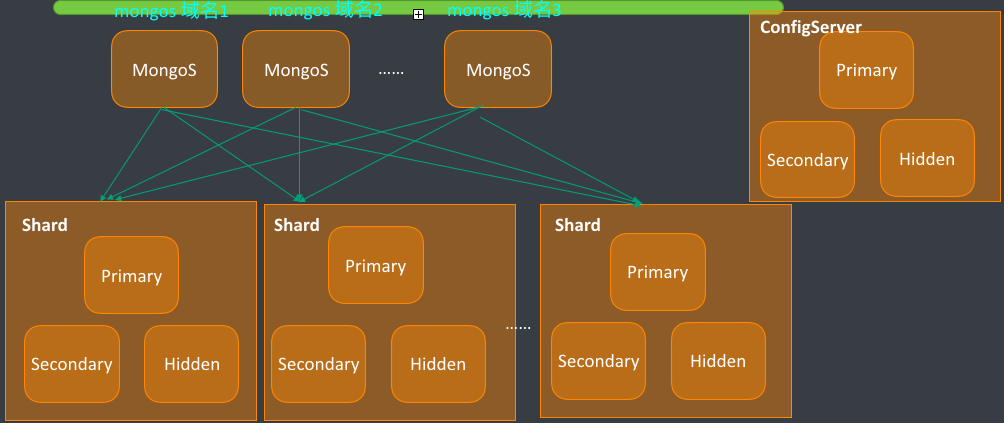 mongos 域名1
mongos 域名2
mongos 域名3
MongoS
MongoS
......
MongoS
ConfigServer
Primary
Secondary
Hidden
Shard
Primary
Secondary
Hidden
Shard
Primary
Secondary
Hidden
......
Shard
Primary
Secondary
Hidden